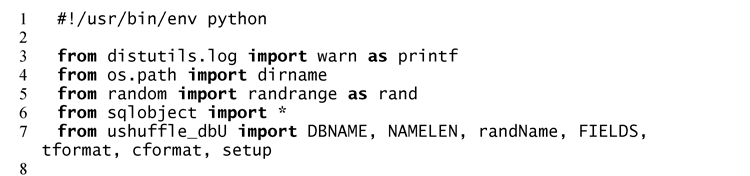 1 #!/usr/bin/env python
2
3 from distutils.log import warn as printf
4 from os.path import dirname
5 from random import randrange as rand
6 from sqlobject import *
7 from ushuffle_dbU import DBNAME, NAMELEN, randName, FIELDS,
tformat, cformat, setup
8